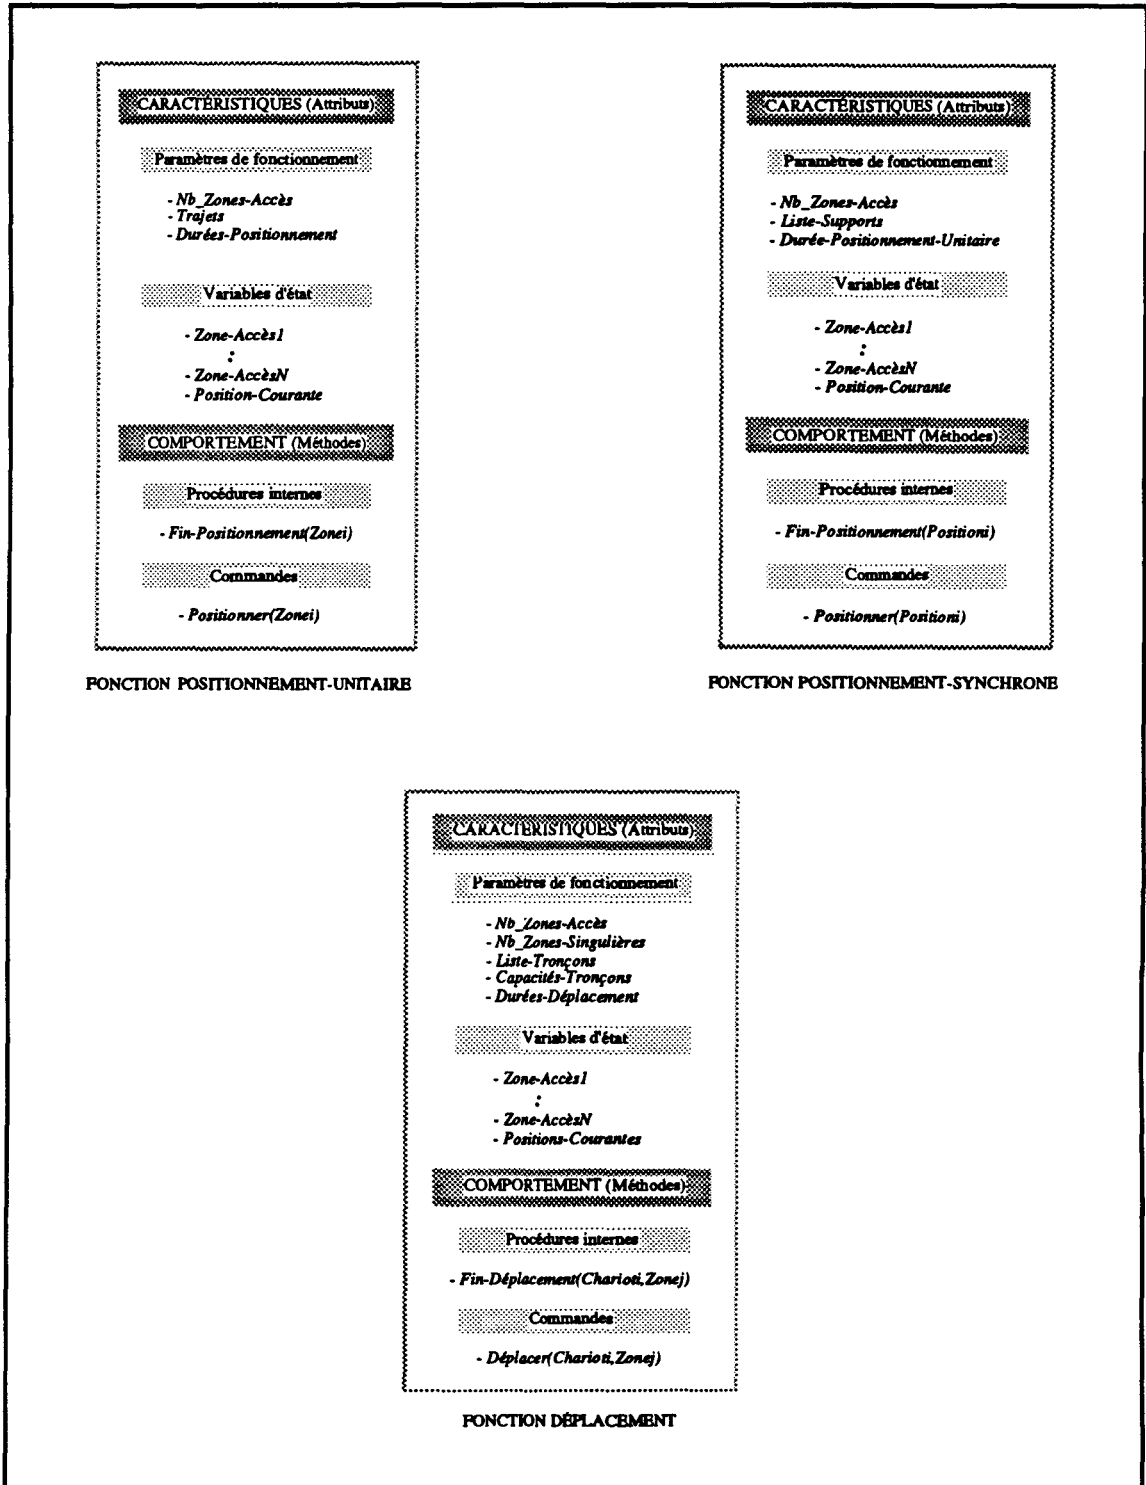 CARACTÉRISTIQUES (Attributs)
Paramètres de fonctionnement
- Nb_Zones-Accès
- Trajets
- Durées-Positionnement
Variables d'état
- Zone-Accès1
:
- Zone-AccèsN
- Position-Courante
COMPORTEMENT (Méthodes)
Procédures internes
- Fin-Positionnement(Zonei)
Commandes
- Positionner(Zonei)
FONCTION POSITIONNEMENT-UNITAIRE
CARACTÉRISTIQUES (Attributs)
Paramètres de fonctionnement
- Nb_Zones-Accès
- Liste-Supports
- Durée-Positionnement-Unitaire
Variables d'état
- Zone-Accès1
:
- Zone-AccèsN
- Position-Courante
COMPORTEMENT (Méthodes)
Procédures internes
- Fin-Positionnement(Positioni)
Commandes
- Positionner(Positioni)
FONCTION POSITIONNEMENT-SYNCHRONE
CARACTÉRISTIQUES (Attributs)
Paramètres de fonctionnement
- Nb_Zones-Accès
- Nb_Zones-Singulières
- Liste-Tronçons
- Capacités-Tronçons
- Durées-Déplacement
Variables d'état
- Zone-Accès1
:
- Zone-AccèsN
- Positions-Courantes
COMPORTEMENT (Méthodes)
Procédures internes
- Fin-Déplacement(Charioti,Zonej)
Commandes
- Déplacer(Charioti,Zonej)
FONCTION DÉPLACEMENT